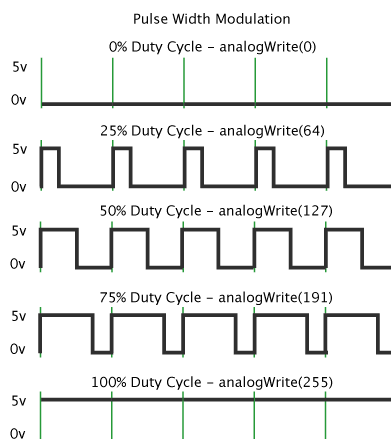 Pulse Width Modulation
0% Duty Cycle – analogWrite(0)
5v
0v
25% Duty Cycle – analogWrite(64)
5v
0v
50% Duty Cycle – analogWrite(127)
5v
0v
75% Duty Cycle – analogWrite(191)
5v
0v
100% Duty Cycle – analogWrite(255)
5v
0v